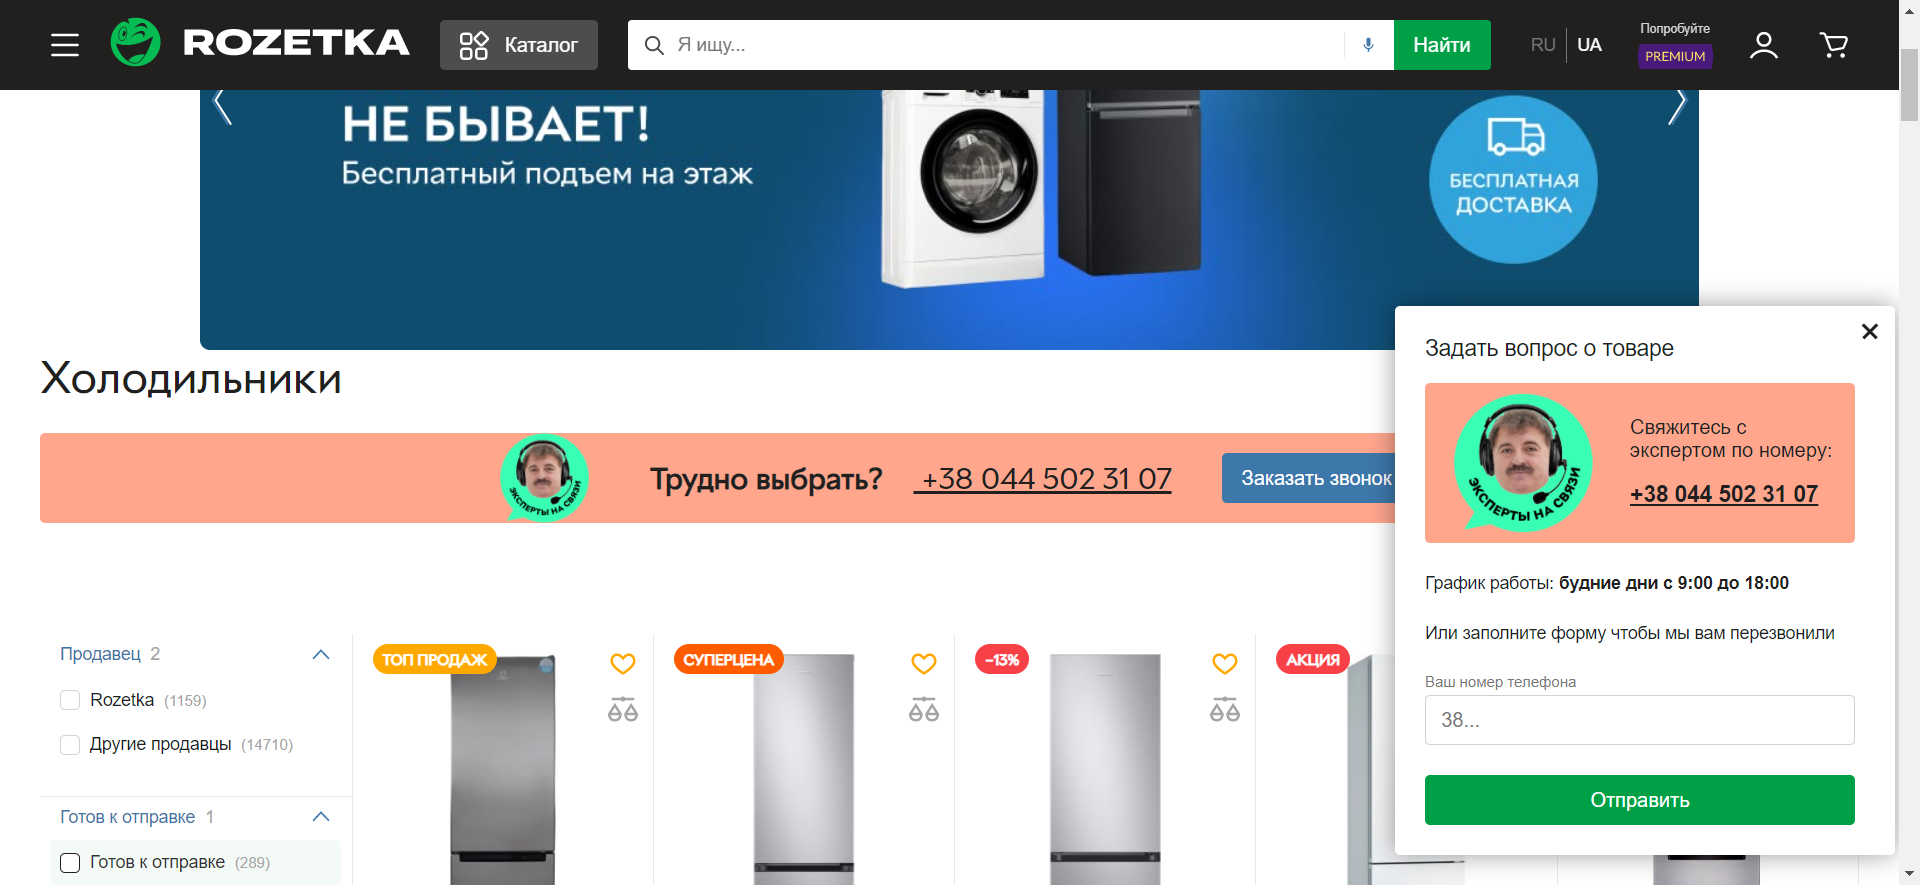 ROZETKA
Каталог
Я ищу...
Найти
RU
UA
Попробуйте
PREMIUM
НЕ БЫВАЕТ!
Бесплатный подъем на этаж
БЕСПЛАТНАЯ
ДОСТАВКА
Холодильники
ЭКСПЕРТЫ НА СВЯЗИ
Трудно выбрать?
+38 044 502 31 07
Заказать звонок
Задать вопрос о товаре
ЭКСПЕРТЫ НА СВЯЗИ
Свяжитесь с
экспертом по номеру:
+38 044 502 31 07
График работы: будние дни с 9:00 до 18:00
Или заполните форму чтобы мы вам перезвонили
Ваш номер телефона
38...
Отправить
Продавец 2
Rozetka (1159)
Другие продавцы (14710)
Готов к отправке 1
Готов к отправке (289)
ТОП ПРОДАЖ
СУПЕРЦЕНА
-13%
АКЦИЯ